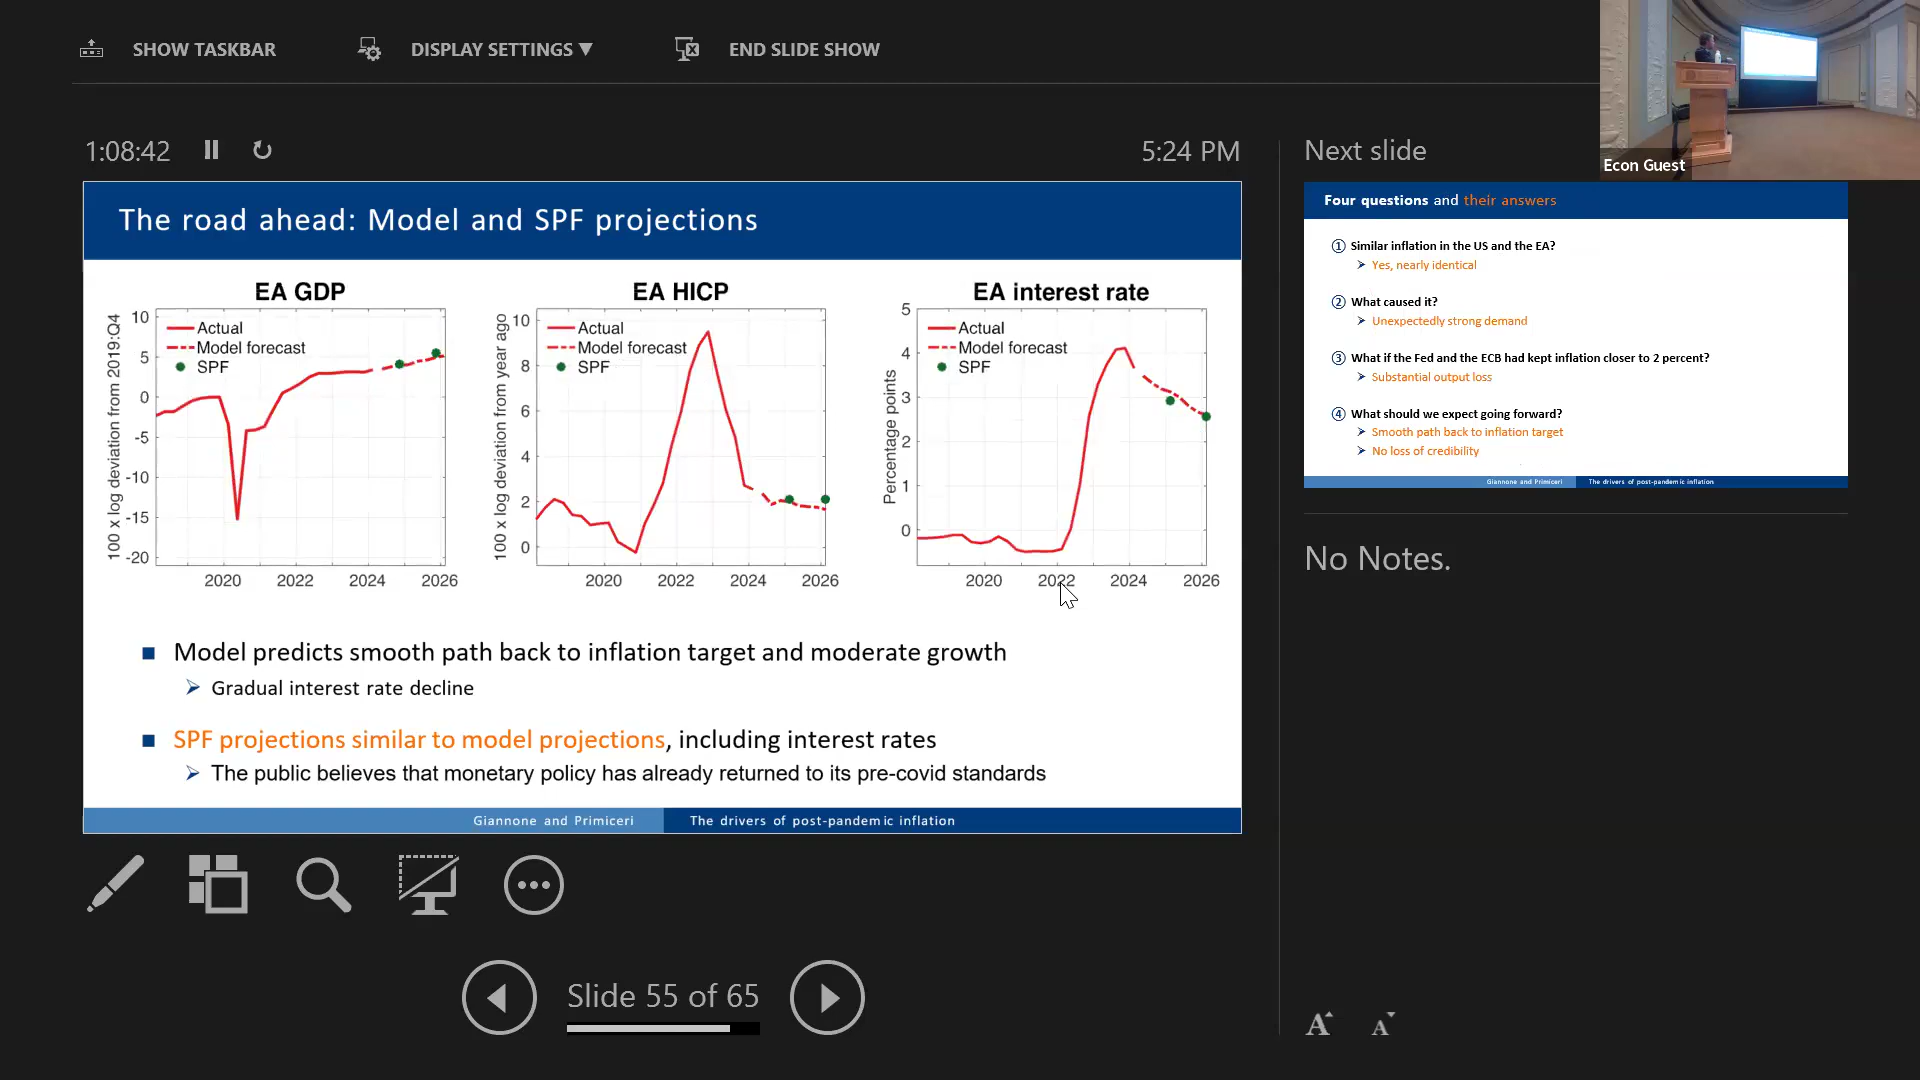 SHOW TASKBAR
DISPLAY SETTINGS ▼
END SLIDE SHOW
Econ Guest
1:08:42
5:24 PM
The road ahead: Model and SPF projections
EA GDP
100 x log deviation from 2019:Q4
10
5
0
-5
-10
-15
-20
Actual
Model forecast
SPF
2020 2022 2024 2026
EA HICP
100 x log deviation from year ago
10
8
6
4
2
0
Actual
Model forecast
SPF
2020 2022 2024 2026
EA interest rate
Percentage points
5
4
3
2
1
0
Actual
Model forecast
SPF
2020 2022 2024 2026
Model predicts smooth path back to inflation target and moderate growth
Gradual interest rate decline
SPF projections similar to model projections, including interest rates
The public believes that monetary policy has already returned to its pre-covid standards
Giannone and Primiceri The drivers of post-pandemic inflation
Slide 55 of 65
Next slide
Four questions and their answers
1 Similar inflation in the US and the EA?
Yes, nearly identical
2 What caused it?
Unexpectedly strong demand
3 What if the Fed and the ECB had kept inflation closer to 2 percent?
Substantial output loss
4 What should we expect going forward?
Smooth path back to inflation target
No loss of credibility
Giannone and Primiceri The drivers of post-pandemic inflation
No Notes.
A A